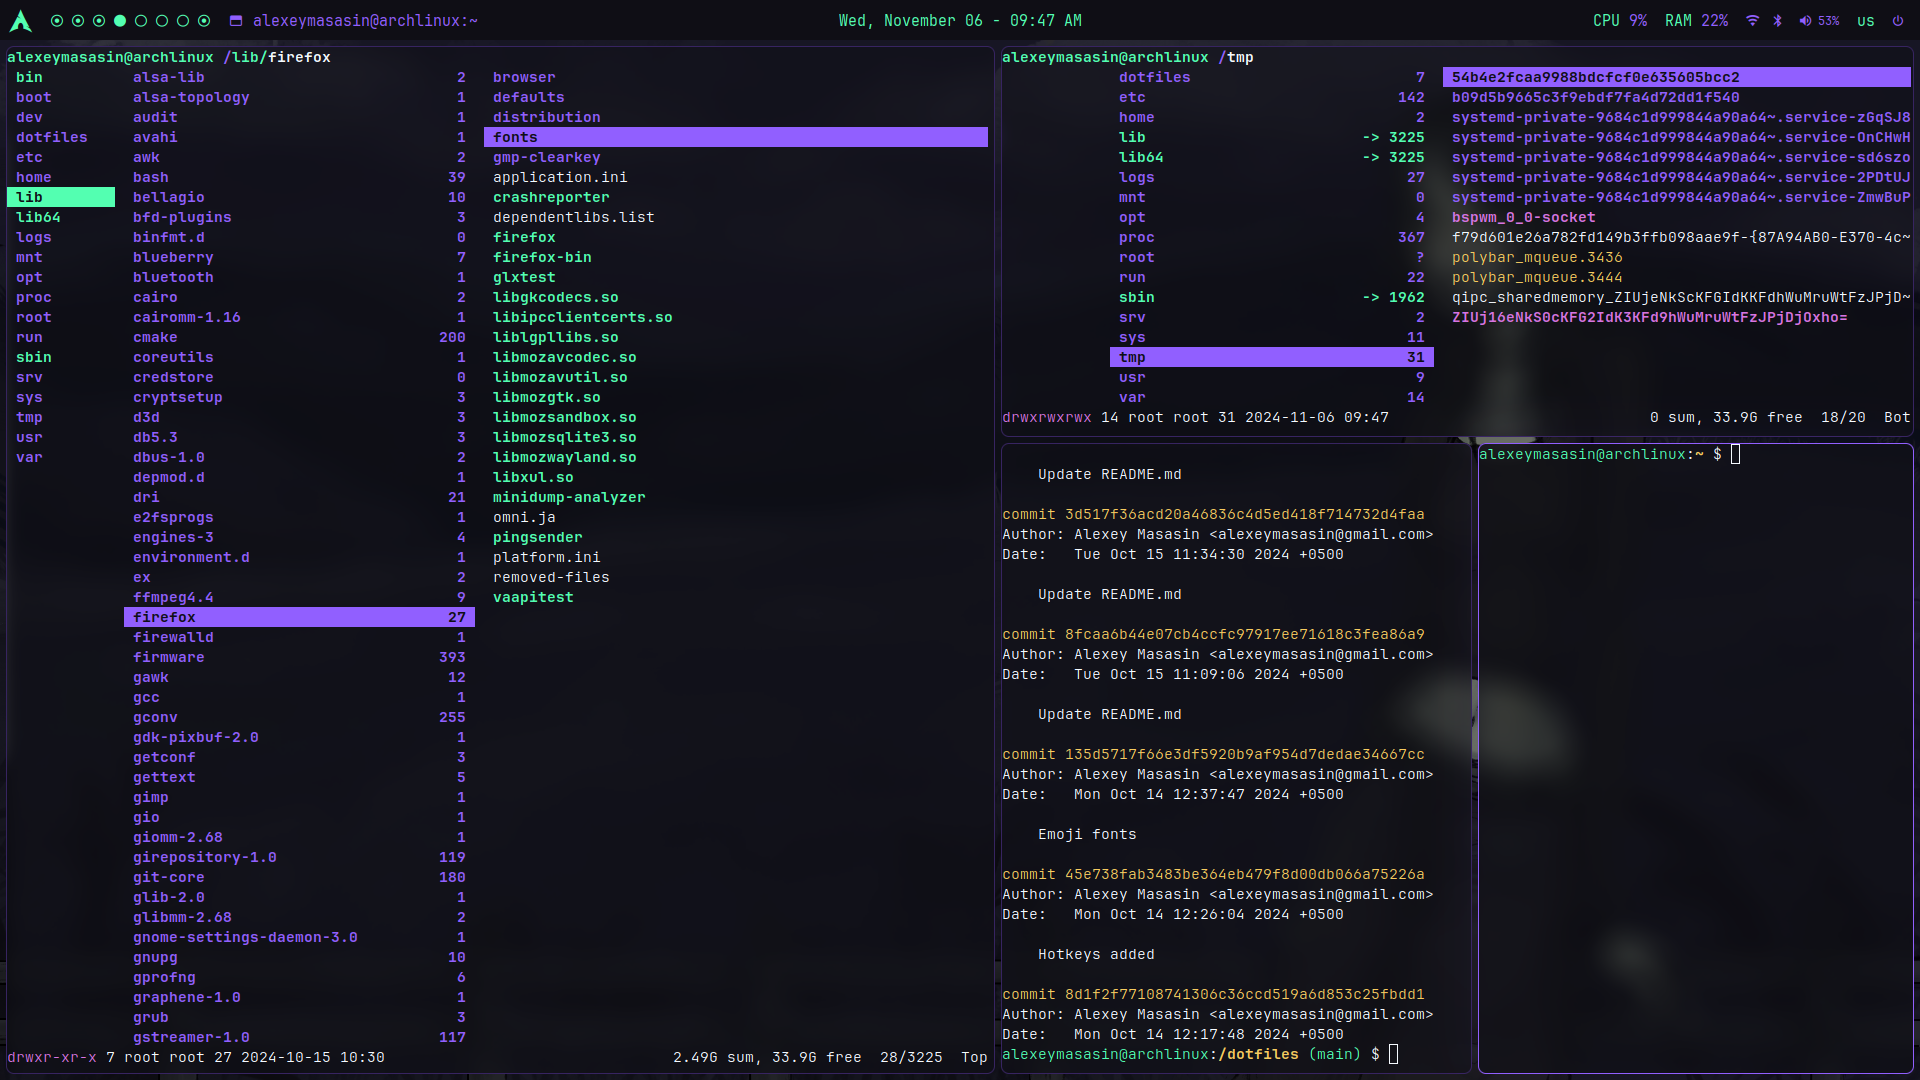 alexeymasasin@archlinux:~
Wed, November 06 - 09:47 AM
CPU 9% RAM 22% 53% us
alexeymasasin@archlinux /lib/firefox
bin alsa-lib 2 browser
boot alsa-topology 1 defaults
dev audit 1 distribution
dotfiles avahi 1 fonts
etc awk 2 gmp-clearkey
home bash 39 application.ini
lib bellagio 10 crashreporter
lib64 bfd-plugins 3 dependentlibs.list
logs binfmt.d 0 firefox
mnt blueberry 7 firefox-bin
opt bluetooth 1 glxtest
proc cairo 2 libgkcodecs.so
root cairomm-1.16 1 libipcclientcerts.so
run cmake 200 liblgpllibs.so
sbin coreutils 1 libmozavcodec.so
srv credstore 0 libmozavutil.so
sys cryptsetup 3 libmozgtk.so
tmp d3d 3 libmozsandbox.so
usr db5.3 3 libmozsqlite3.so
var dbus-1.0 2 libmozwayland.so
depmod.d 1 libxul.so
dri 21 minidump-analyzer
e2fsprogs 1 omni.ja
engines-3 4 pingsender
environment.d 1 platform.ini
ex 2 removed-files
ffmpeg4.4 9 vaapitest
firefox 27
firewalld 1
firmware 393
gawk 12
gcc 1
gconv 255
gdk-pixbuf-2.0 1
getconf 3
gettext 5
gimp 1
gio 1
giomm-2.68 1
girepository-1.0 119
git-core 180
glib-2.0 1
glibmm-2.68 2
gnome-settings-daemon-3.0 1
gnupg 10
gprofng 6
graphene-1.0 1
grub 3
gstreamer-1.0 117
drwxr-xr-x 7 root root 27 2024-10-15 10:30 2.49G sum, 33.9G free 28/3225 Top
alexeymasasin@archlinux /tmp
dotfiles 7 54b4e2fcaa9988bdcfcf0e635605bcc2
etc 142 b09d5b9665c3f9ebdf7fa4d72dd1f540
home 2 systemd-private-9684c1d999844a90a64~.service-zGqSJ8
lib -> 3225 systemd-private-9684c1d999844a90a64~.service-OnCHwH
lib64 -> 3225 systemd-private-9684c1d999844a90a64~.service-sd6szo
logs 27 systemd-private-9684c1d999844a90a64~.service-2PDtUJ
mnt 0 systemd-private-9684c1d999844a90a64~.service-ZmwBuP
opt 4 bspwm_0_0-socket
proc 367 f79d601e26a782fd149b3ffb098aae9f-{87A94AB0-E370-4c~
root ? polybar_mqueue.3436
run 22 polybar_mqueue.3444
sbin -> 1962 qipc_sharedmemory_ZIUjeNkScKFGIdKKFdhWuMruWtFzJPjD~
srv 2 ZIUj16eNkS0cKFG2IdK3KFd9hWuMruWtFzJPjDjOxho=
sys 11
tmp 31
usr 9
var 14
drwxrwxrwx 14 root root 31 2024-11-06 09:47 0 sum, 33.9G free 18/20 Bot
Update README.md
commit 3d517f36acd20a46836c4d5ed418f714732d4faa
Author: Alexey Masasin <alexeymasasin@gmail.com>
Date: Tue Oct 15 11:34:30 2024 +0500
Update README.md
commit 8fcaa6b44e07cb4ccfc97917ee71618c3fea86a9
Author: Alexey Masasin <alexeymasasin@gmail.com>
Date: Tue Oct 15 11:09:06 2024 +0500
Update README.md
commit 135d5717f66e3df5920b9af954d7dedae34667cc
Author: Alexey Masasin <alexeymasasin@gmail.com>
Date: Mon Oct 14 12:37:47 2024 +0500
Emoji fonts
commit 45e738fab3483be364eb479f8d00db066a75226a
Author: Alexey Masasin <alexeymasasin@gmail.com>
Date: Mon Oct 14 12:26:04 2024 +0500
Hotkeys added
commit 8d1f2f77108741306c36ccd519a6d853c25fbdd1
Author: Alexey Masasin <alexeymasasin@gmail.com>
Date: Mon Oct 14 12:17:48 2024 +0500
alexeymasasin@archlinux:/dotfiles (main) $
alexeymasasin@archlinux:~ $